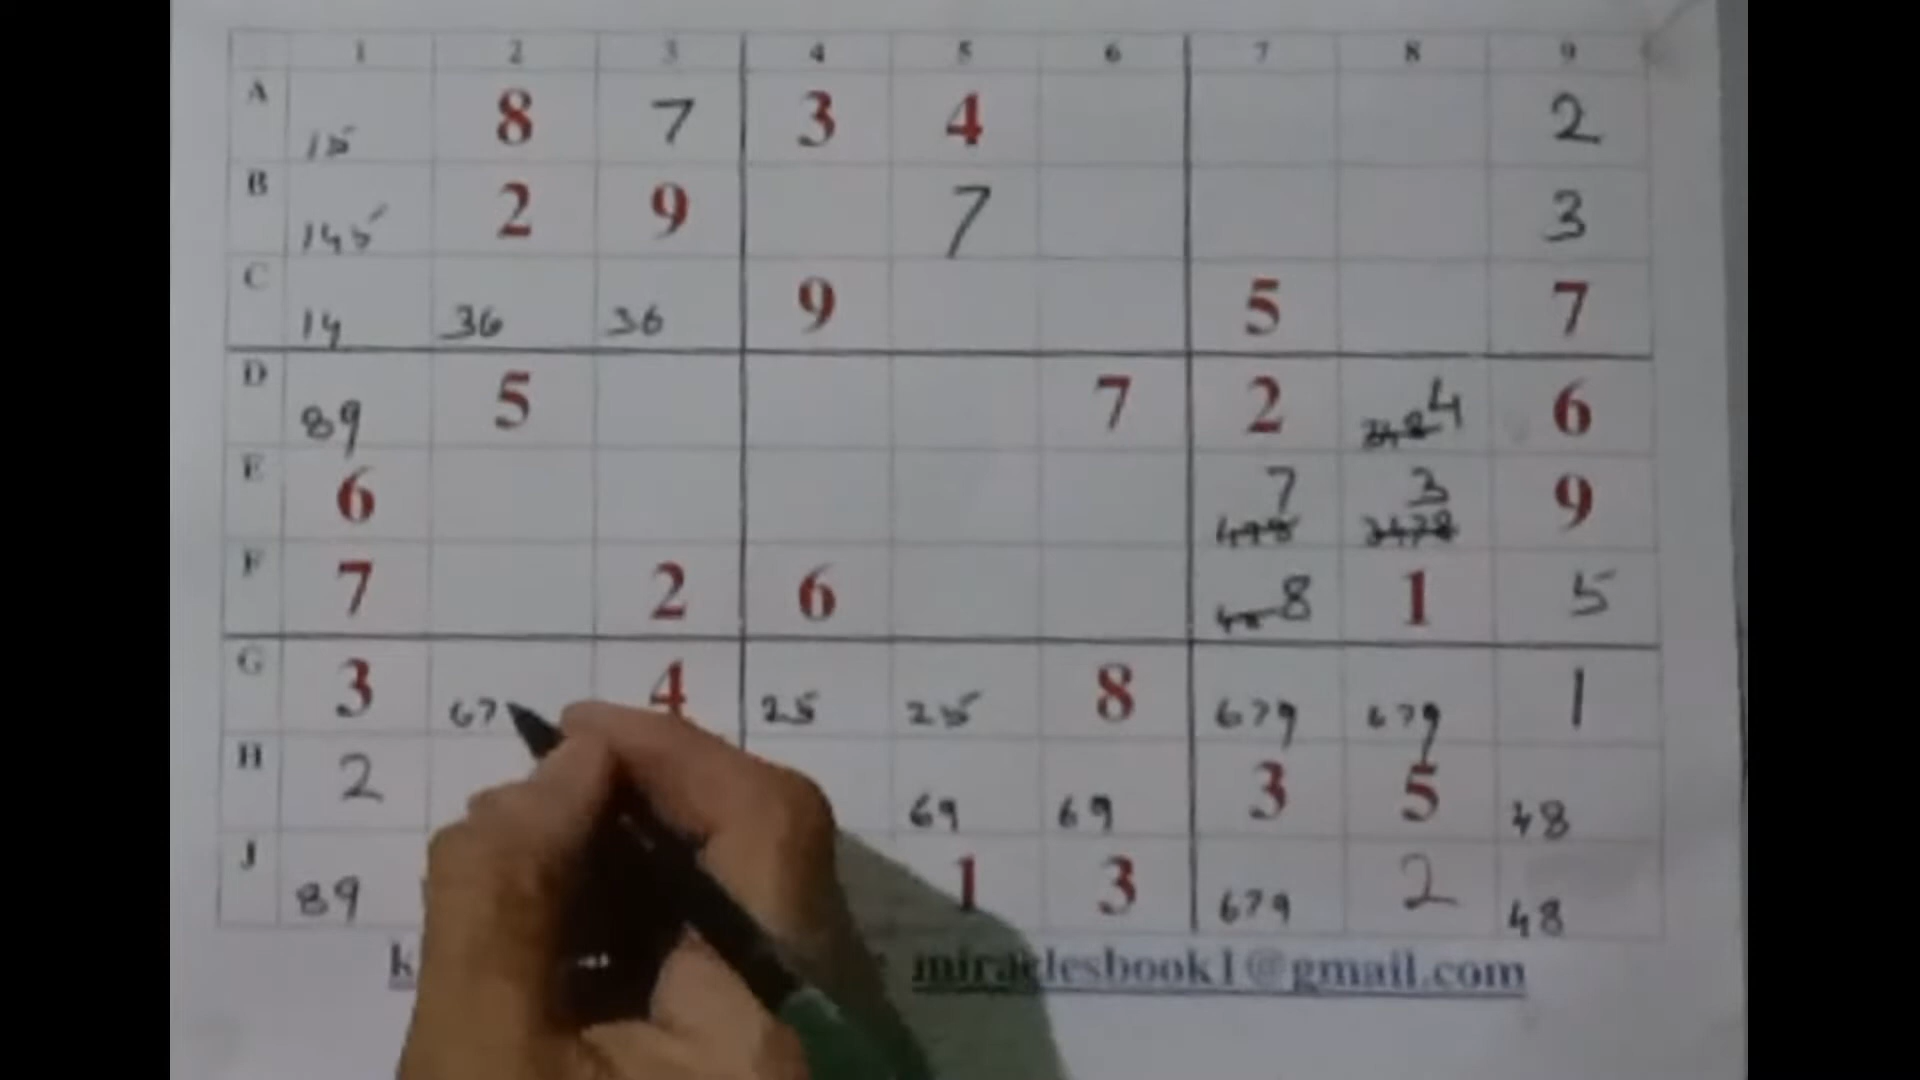 1 2 3 4 5 6 7 8 9
A 15 8 7 3 4 2
B 145 2 9 7 3
C 14 36 36 9 5 7
D 89 5 7 2 4 6
E 6 7 3 9
F 7 2 6 8 1 5
G 3 67 4 25 25 8 679 679 1
H 2 69 69 3 5 48
J 89 1 3 679 2 48
k miraclesbook1@gmail.com